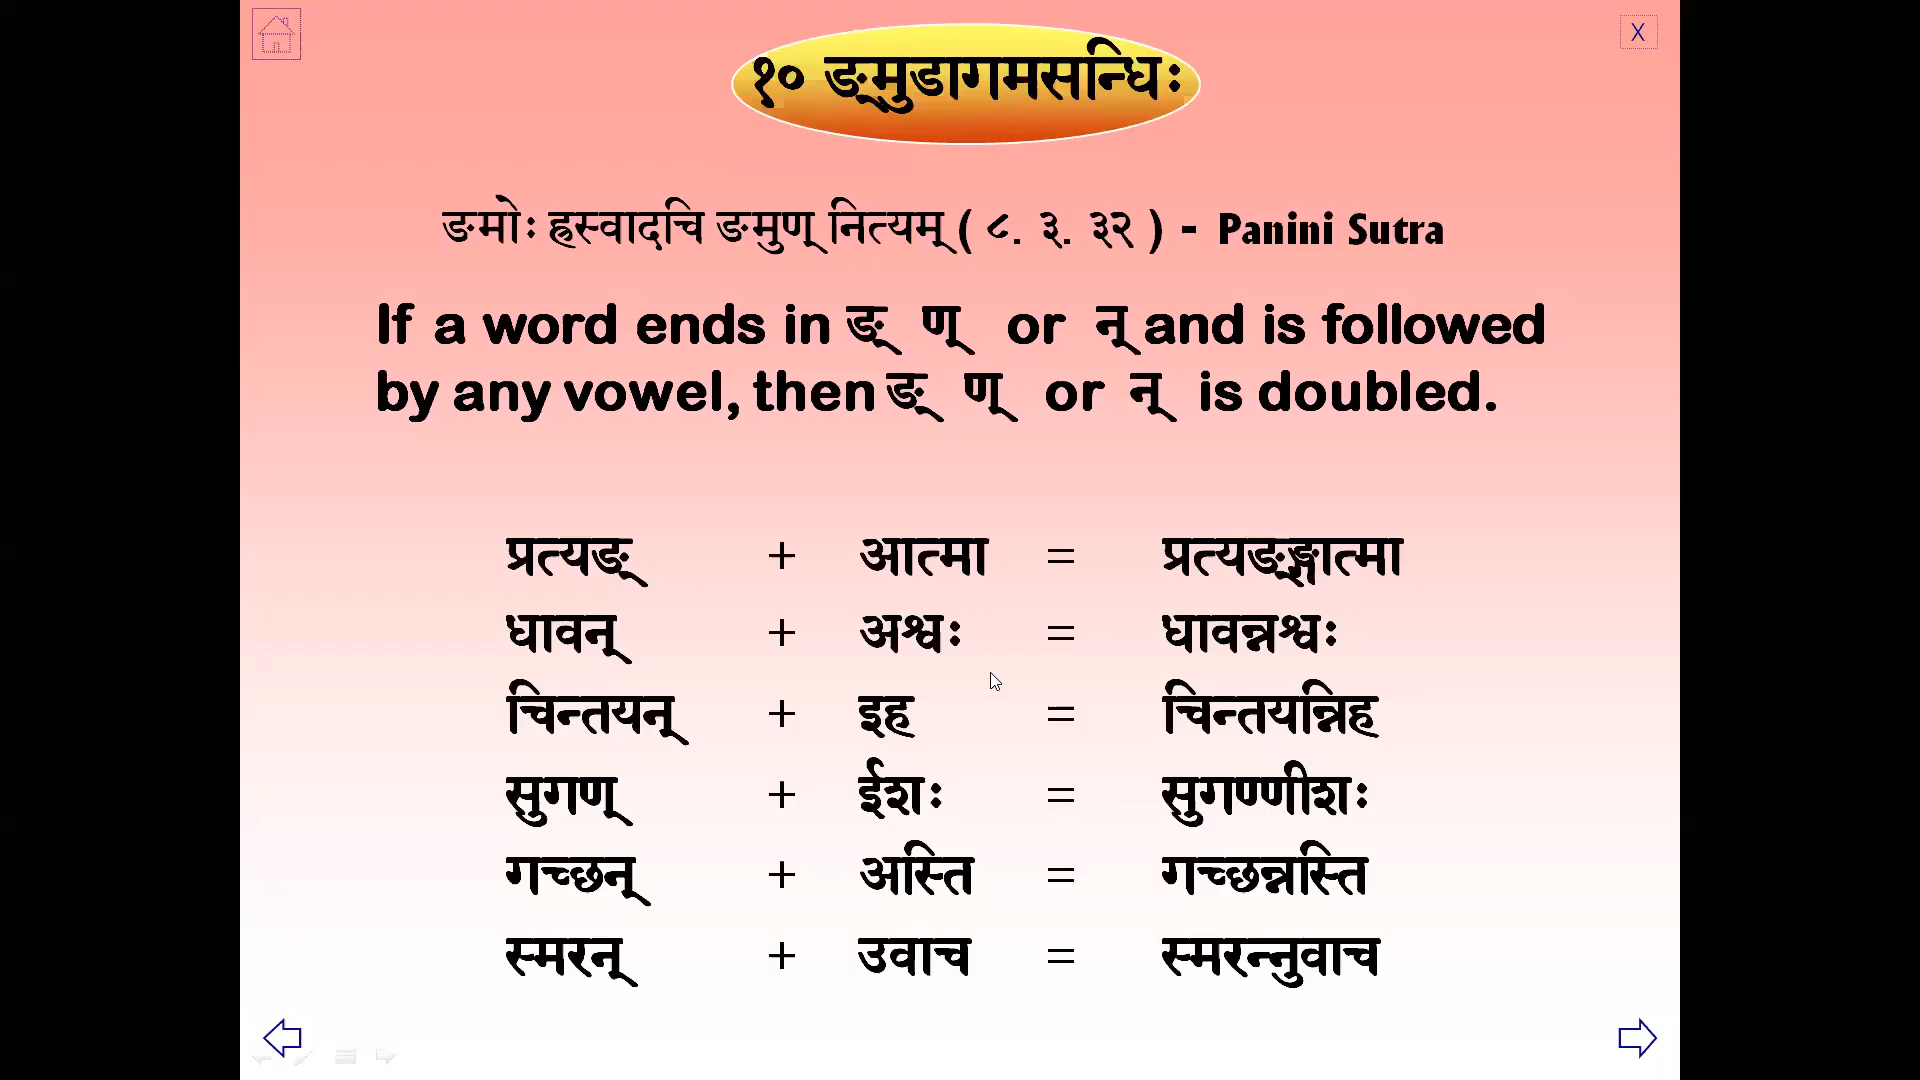 X
१० ङ्मुडागमसन्धिः
ङमोः ह्रस्वादचि ङमुण् नित्यम् ( ८. ३. ३२ ) - Panini Sutra
If a word ends in ङ् ण् or न् and is followed
by any vowel, then ङ् ण् or न् is doubled.
प्रत्यङ् + आत्मा = प्रत्यङ्ङात्मा
धावन् + अश्वः = धावन्नश्वः
चिन्तयन् + इह = चिन्तयन्निह
सुगण् + ईशः = सुगण्णीशः
गच्छन् + अस्ति = गच्छन्नस्ति
स्मरन् + उवाच = स्मरन्नुवाच